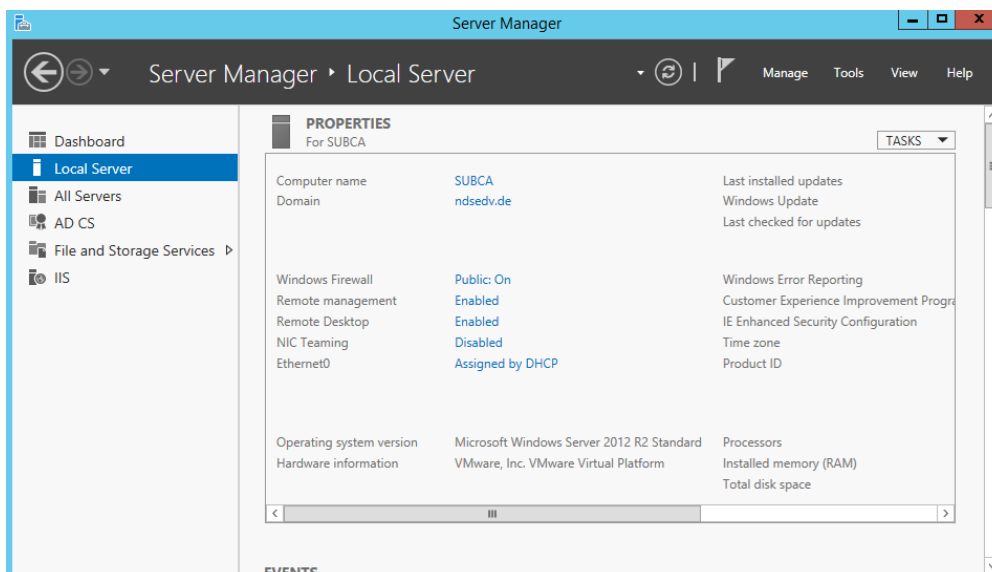 Server Manager
Server Manager ‣ Local Server
Manage Tools View Help
Dashboard
Local Server
All Servers
AD CS
File and Storage Services
IIS
PROPERTIES
For SUBCA
TASKS
Computer name SUBCA Last installed updates
Domain ndsedv.de Windows Update
Last checked for updates
Windows Firewall Public: On Windows Error Reporting
Remote management Enabled Customer Experience Improvement Progra
Remote Desktop Enabled IE Enhanced Security Configuration
NIC Teaming Disabled Time zone
Ethernet0 Assigned by DHCP Product ID
Operating system version Microsoft Windows Server 2012 R2 Standard Processors
Hardware information VMware, Inc. VMware Virtual Platform Installed memory (RAM)
Total disk space
EVENTS